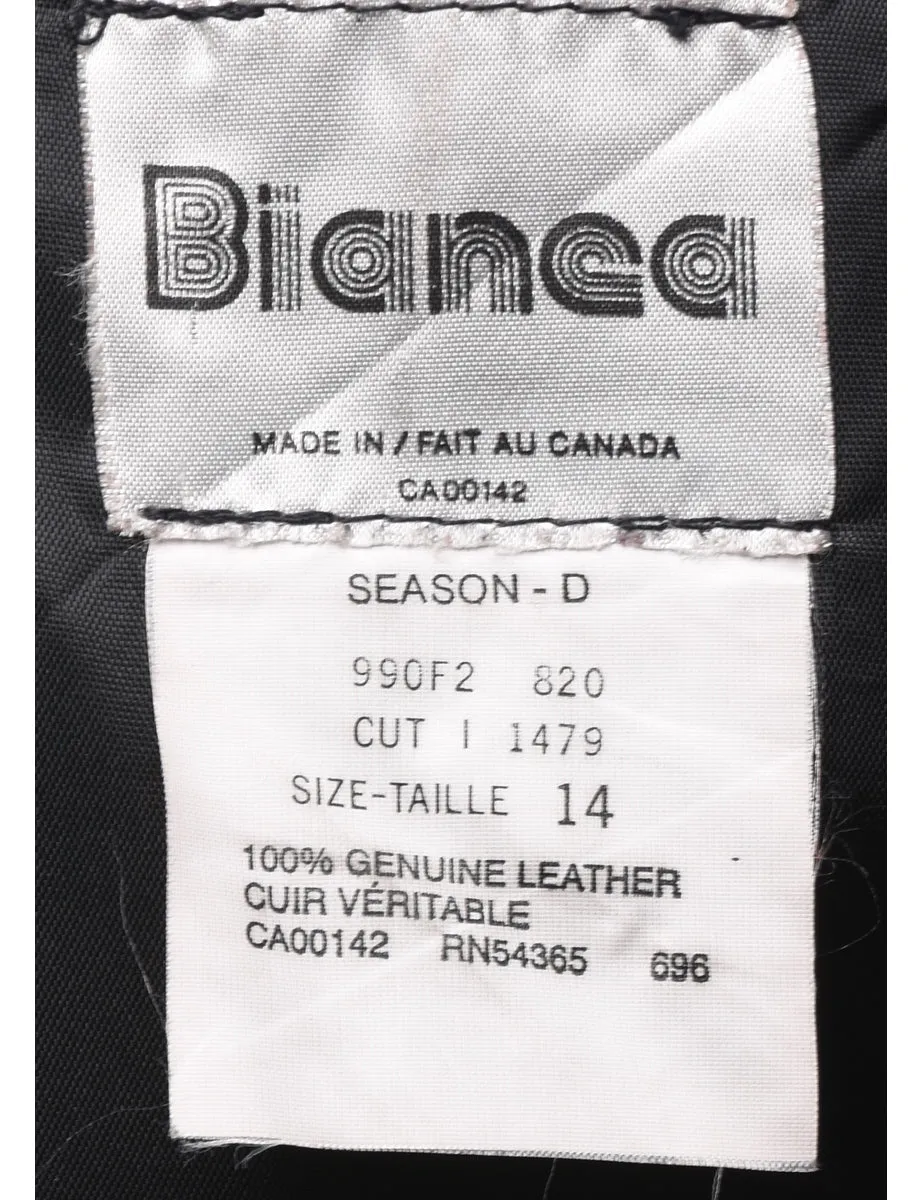 Bianca
MADE IN / FAIT AU CANADA
CA00142
SEASON - D
990F2 820
CUT I 1479
SIZE-TAILLE 14
100% GENUINE LEATHER
CUIR VÉRITABLE
CA00142 RN54365 696